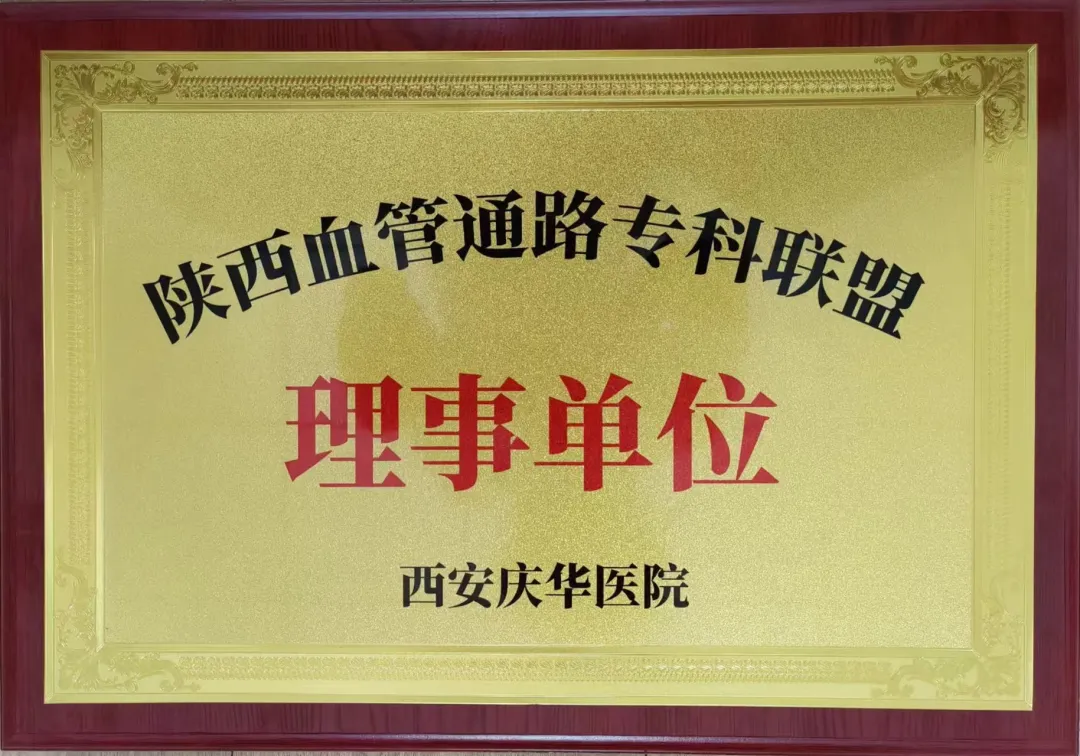 陕西血管通路专科联盟
理事单位
西安庆华医院